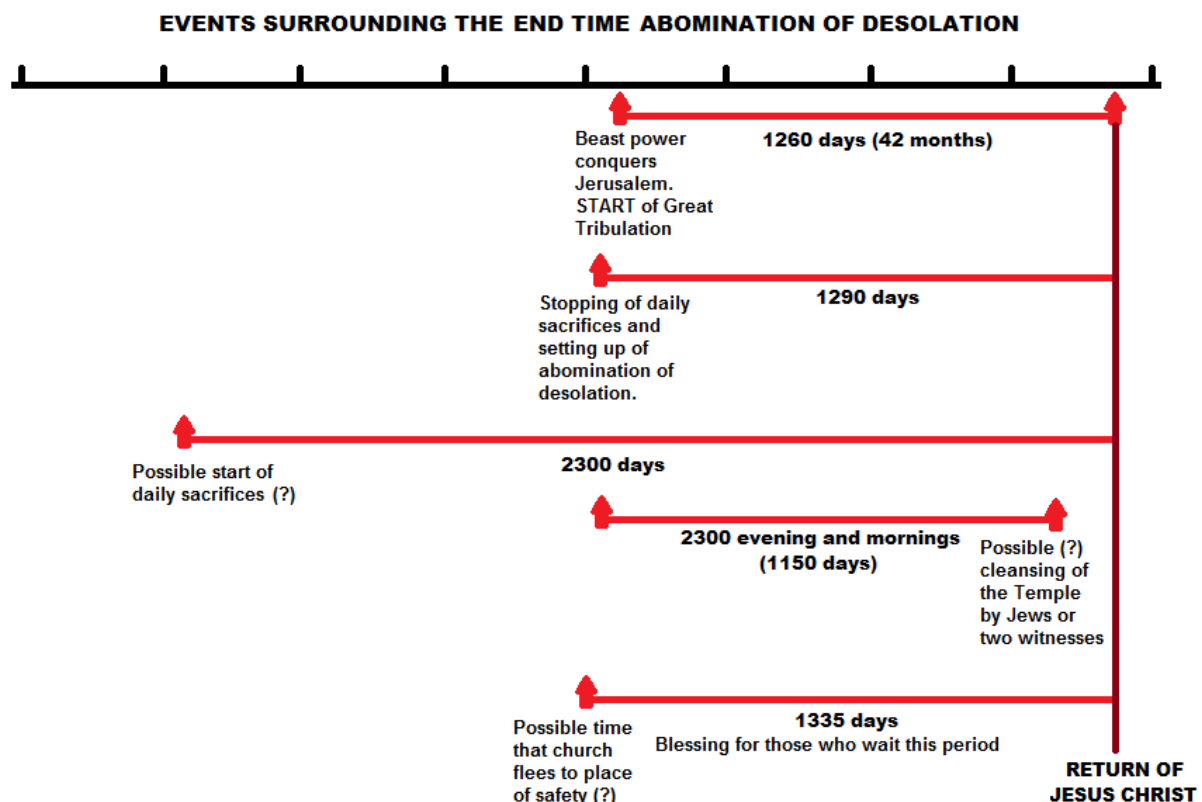 EVENTS SURROUNDING THE END TIME ABOMINATION OF DESOLATION
1260 days (42 months)
Beast power
conquers
Jerusalem.
START of Great
Tribulation
1290 days
Stopping of daily
sacrifices and
setting up of
abomination of
desolation.
2300 days
Possible start of
daily sacrifices (?)
2300 evening and mornings
(1150 days)
Possible (?)
cleansing of
the Temple
by Jews or
two witnesses
1335 days
Blessing for those who wait this period
Possible time
that church
flees to place
of safety (?)
RETURN OF
JESUS CHRIST